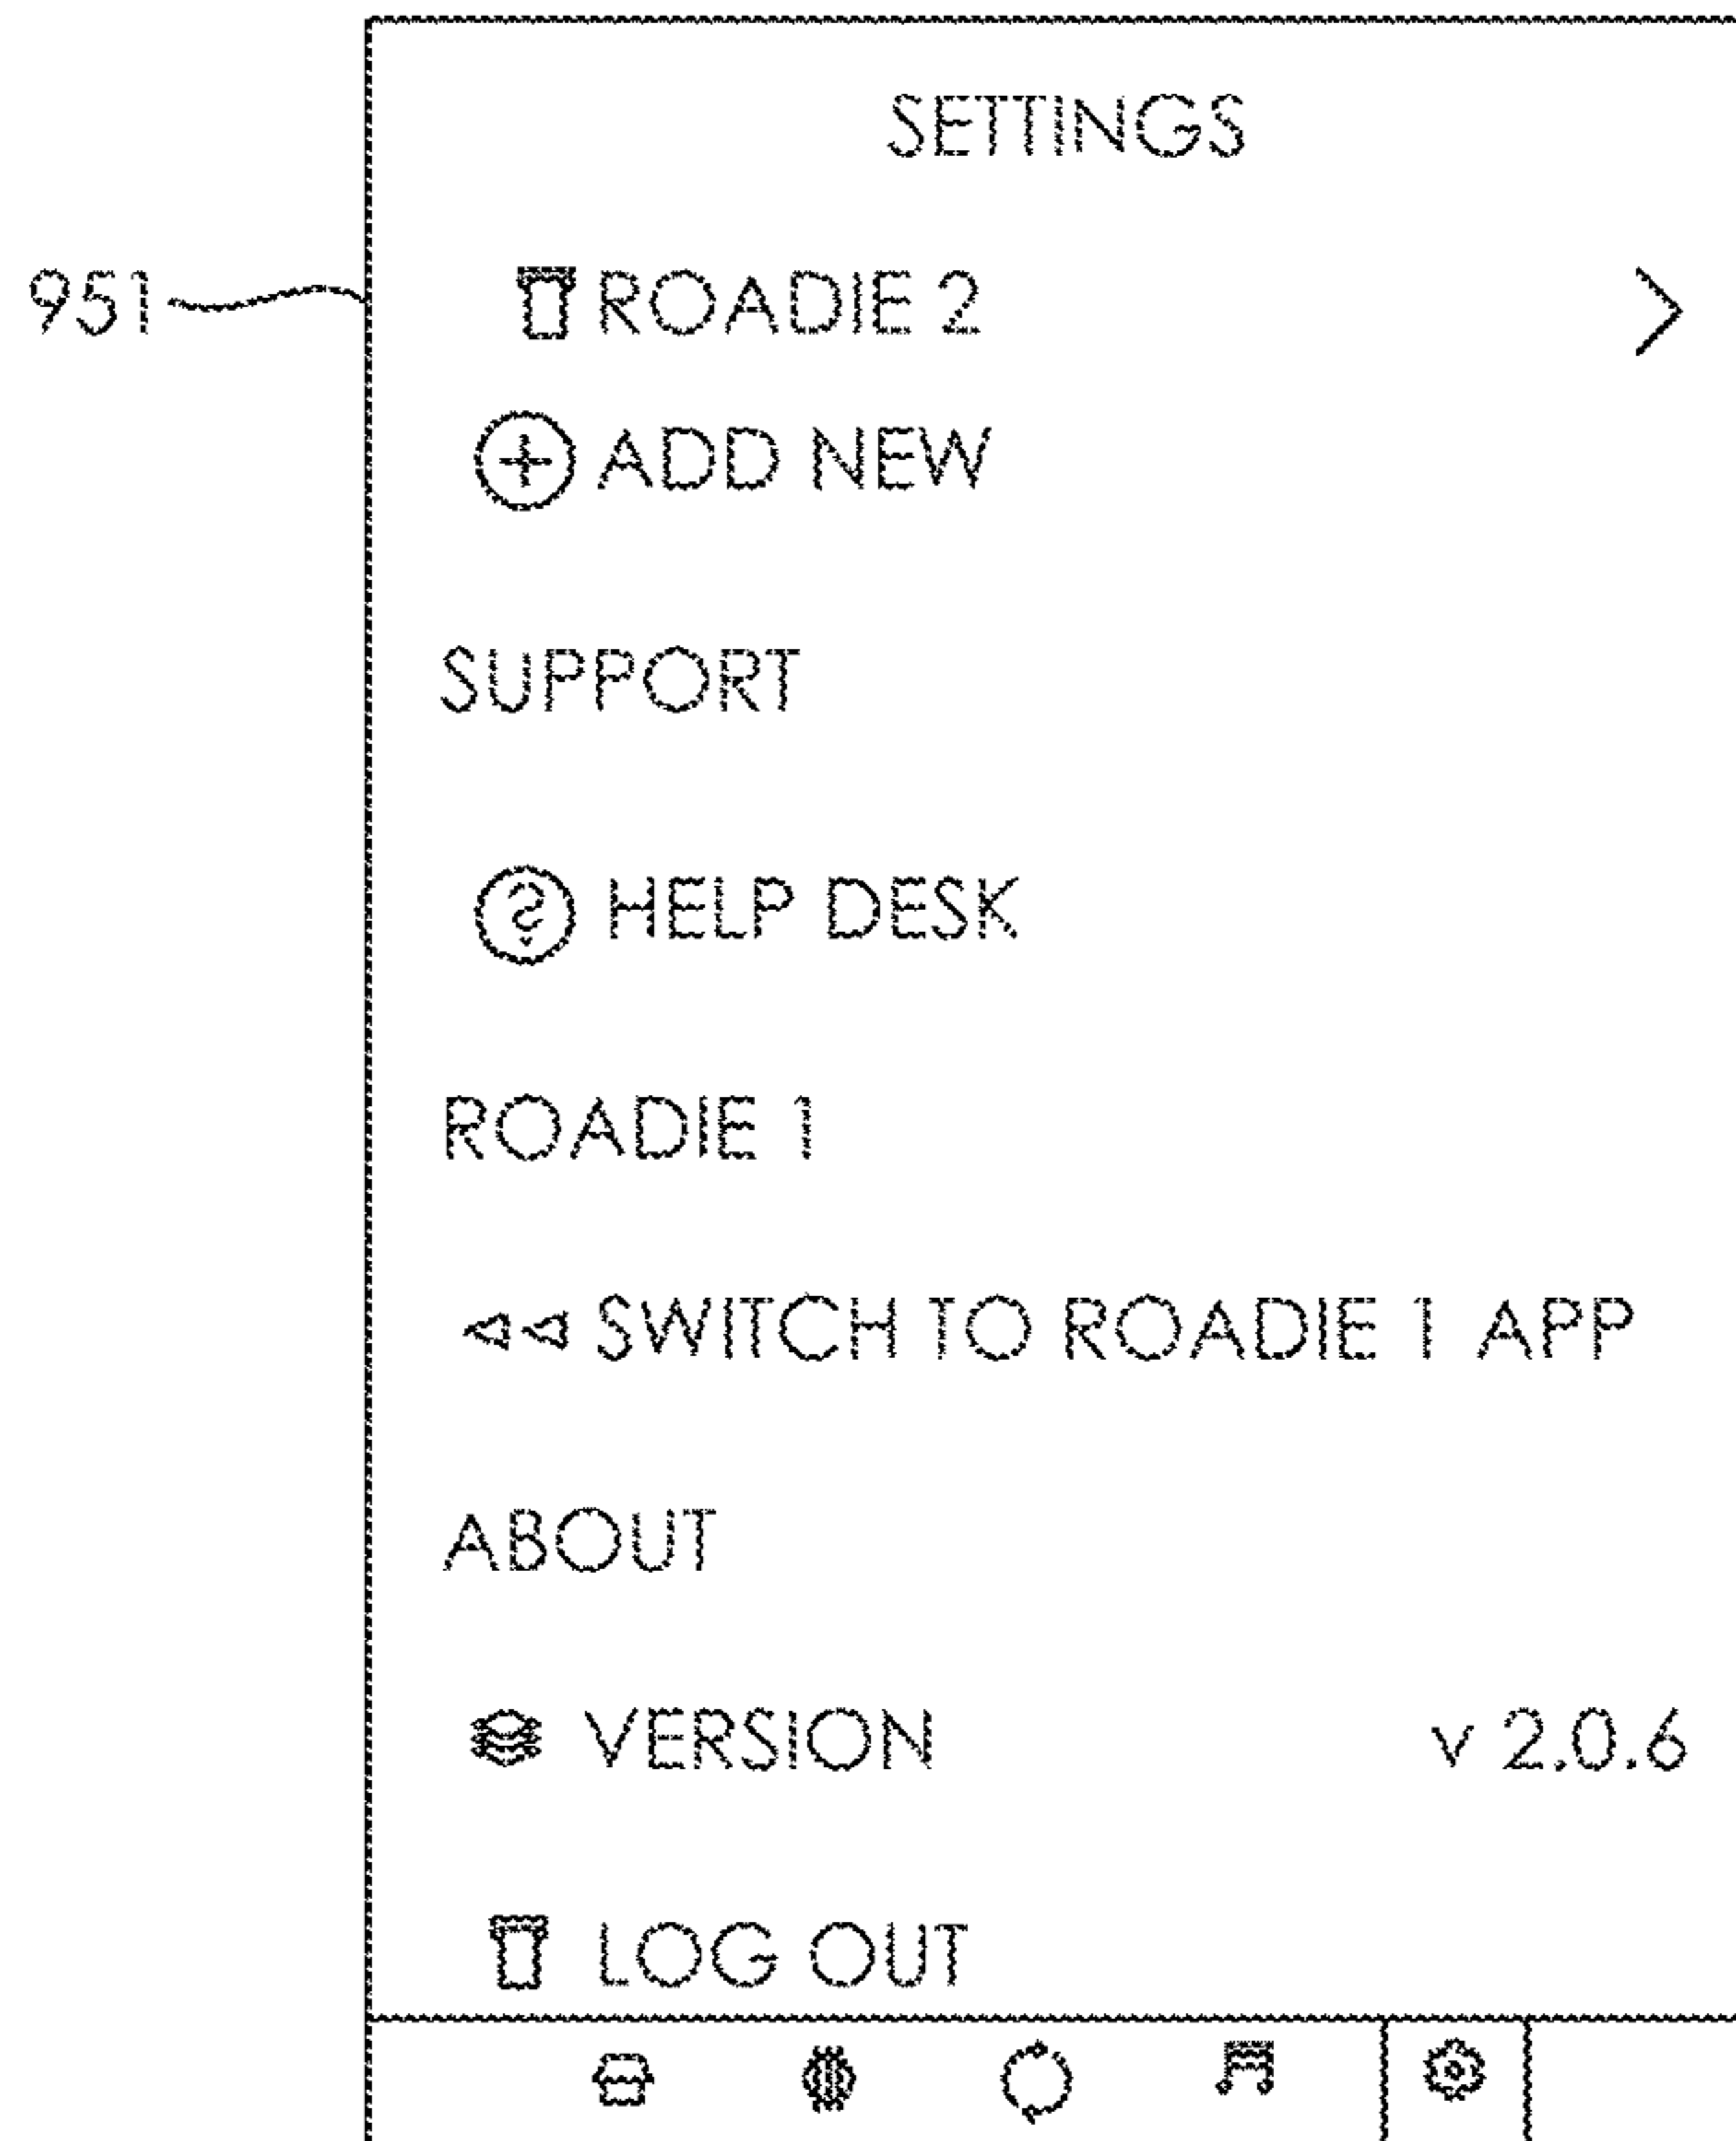 SETTINGS
951
ROADIE 2
ADD NEW
SUPPORT
HELP DESK
ROADIE 1
SWITCH TO ROADIE 1 APP
ABOUT
VERSION v 2.0.6
LOG OUT